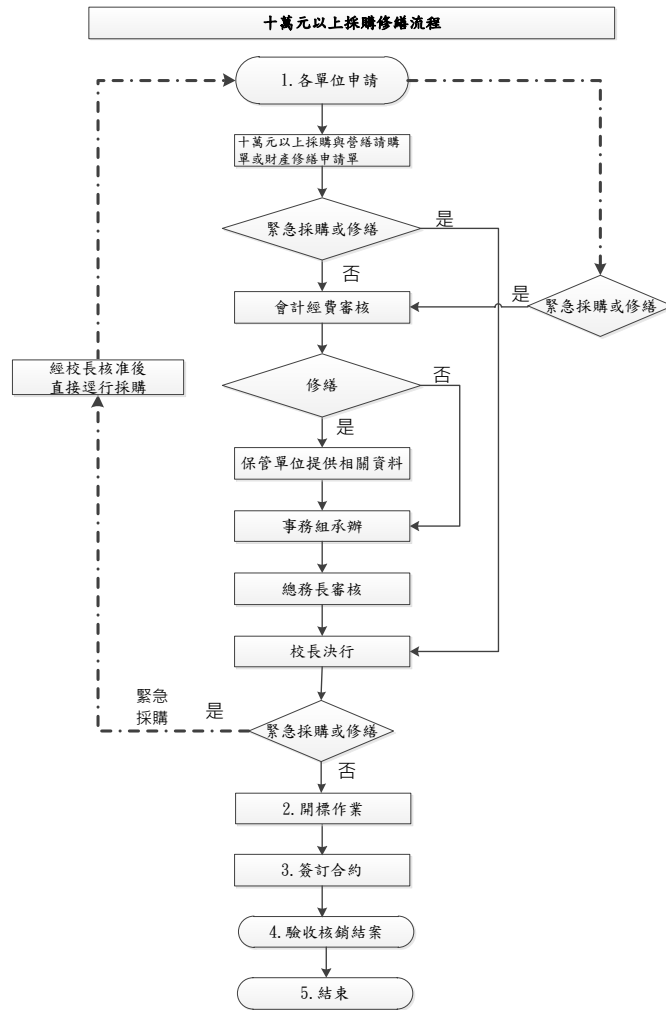 十萬元以上採購修繕流程
1.各單位申請
十萬元以上採購與營繕請購
單或財產修繕申請單
緊急採購或修繕
是
否
會計經費審核
是
緊急採購或修繕
經校長核准後
直接逕行採購
修繕
否
是
保管單位提供相關資料
事務組承辦
總務長審核
校長決行
緊急
採購
是
緊急採購或修繕
否
2.開標作業
3.簽訂合約
4.驗收核銷結案
5.結束